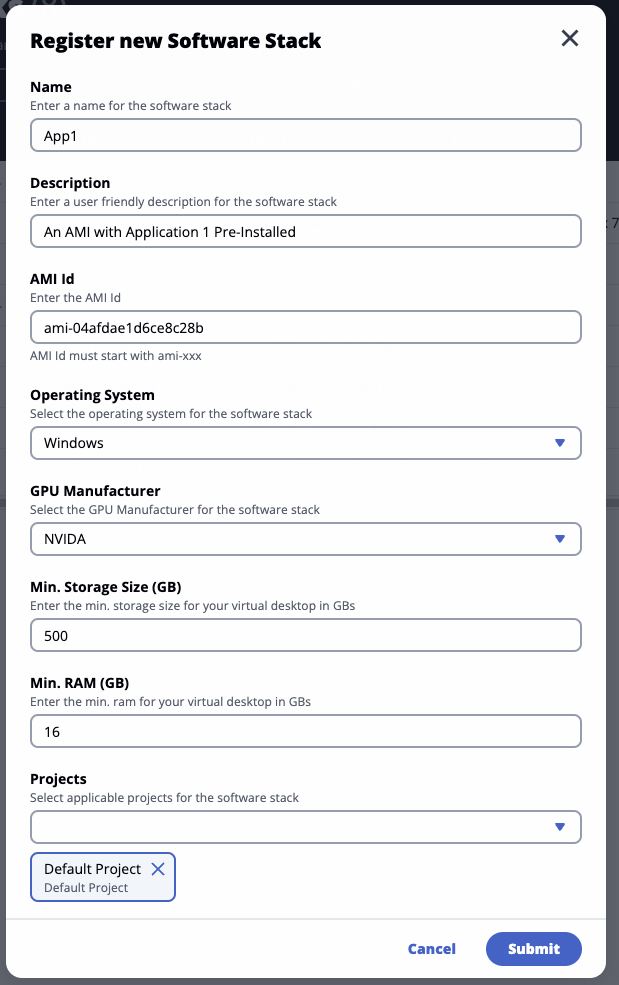 Register new Software Stack
Name
Enter a name for the software stack
App1
Description
Enter a user friendly description for the software stack
An AMI with Application 1 Pre-Installed
AMI Id
Enter the AMI Id
ami-04afdae1d6ce8c28b
AMI Id must start with ami-xxx
Operating System
Select the operating system for the software stack
Windows
GPU Manufacturer
Select the GPU Manufacturer for the software stack
NVIDA
Min. Storage Size (GB)
Enter the min. storage size for your virtual desktop in GBs
500
Min. RAM (GB)
Enter the min. ram for your virtual desktop in GBs
16
Projects
Select applicable projects for the software stack
Default Project
Default Project
Cancel
Submit